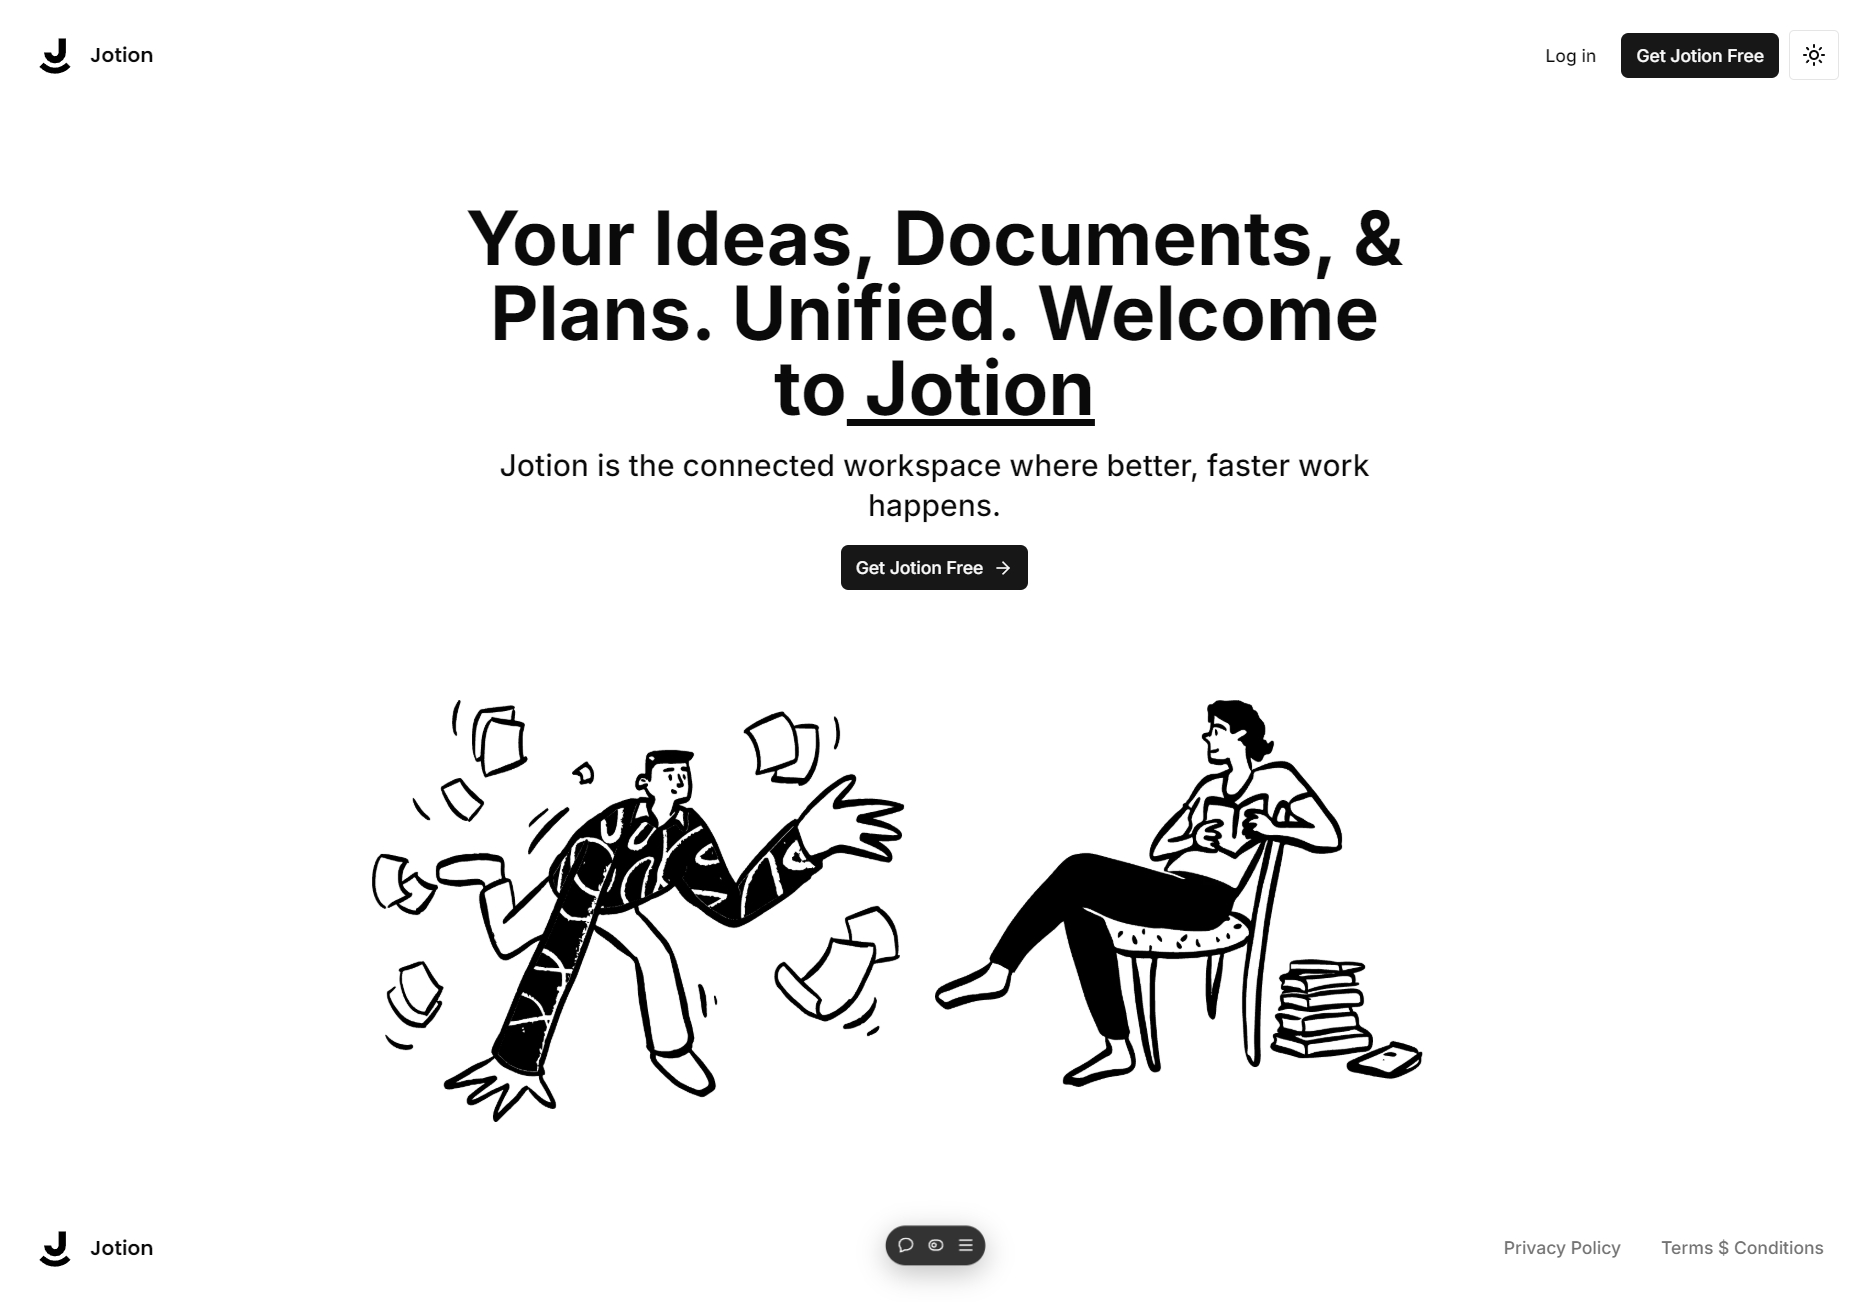 Jotion
Log in
Get Jotion Free
Your Ideas, Documents, &
Plans. Unified. Welcome
to Jotion
Jotion is the connected workspace where better, faster work
happens.
Get Jotion Free
Jotion
Privacy Policy
Terms $ Conditions